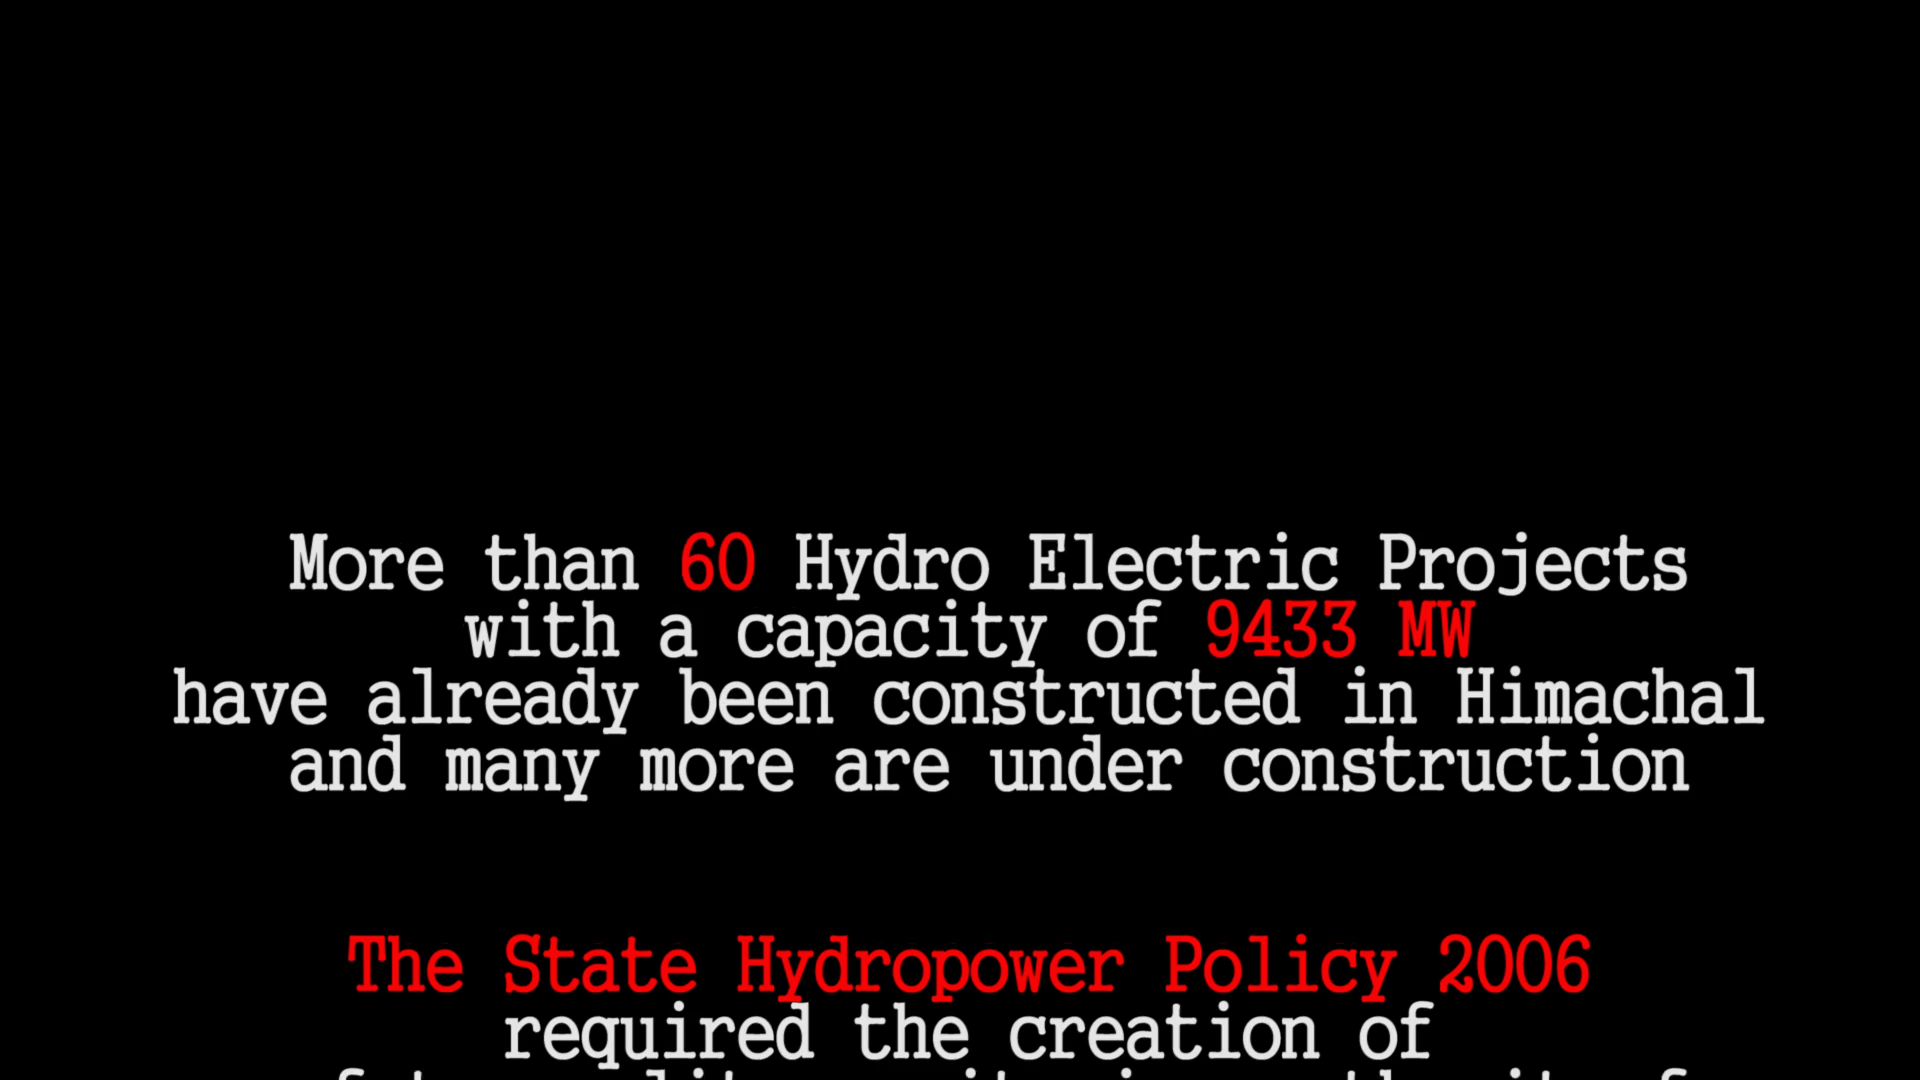 More than 60 Hydro Electric Projects
with a capacity of 9433 MW
have already been constructed in Himachal
and many more are under construction
The State Hydropower Policy 2006
required the creation of